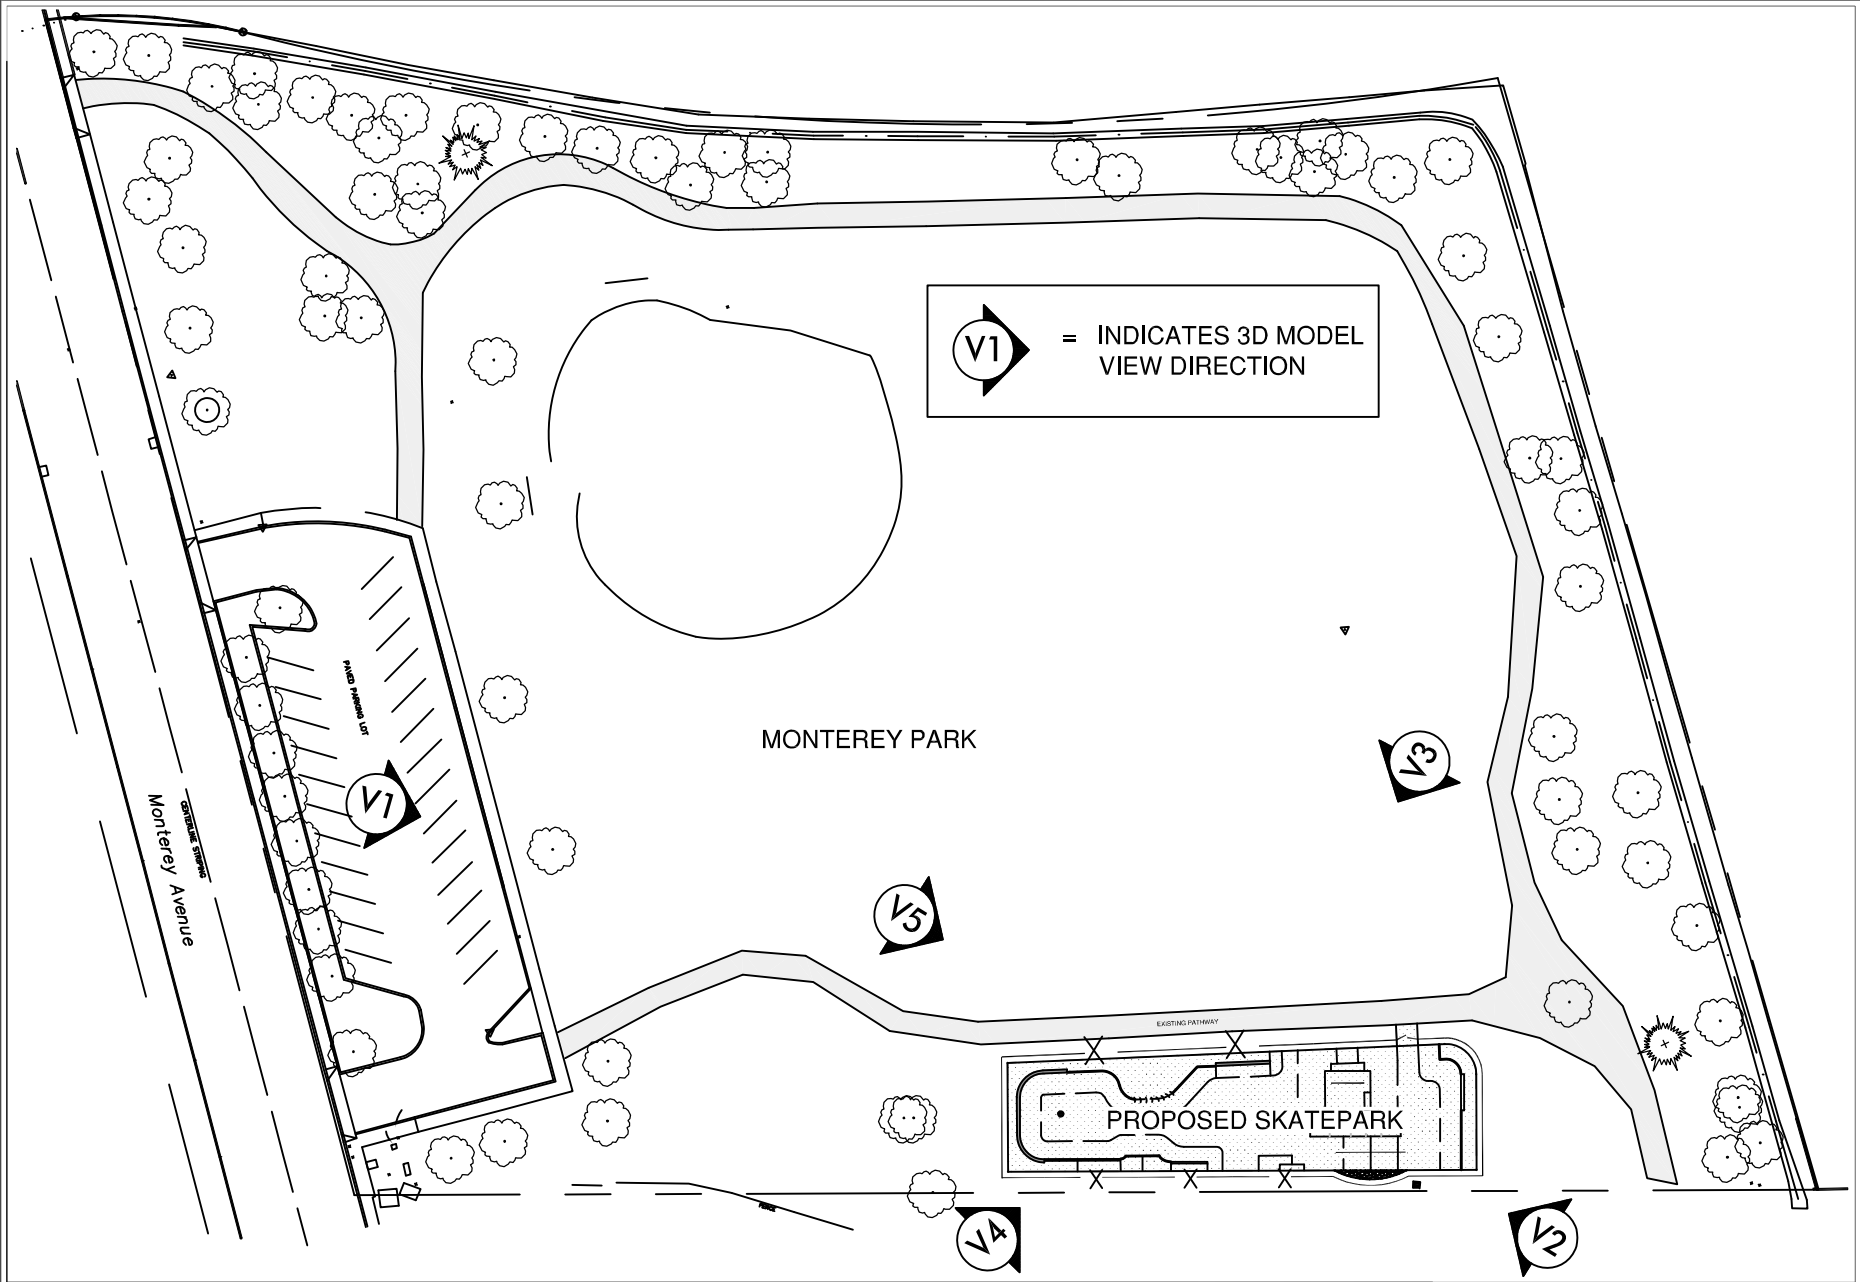 V1
= INDICATES 3D MODEL
VIEW DIRECTION
PAVED PARKING LOT
MONTEREY PARK
V3
V1
CENTERLINE STRIPING
Monterey Avenue
V5
EXISTING PATHWAY
PROPOSED SKATEPARK
FENCE
V4
V2